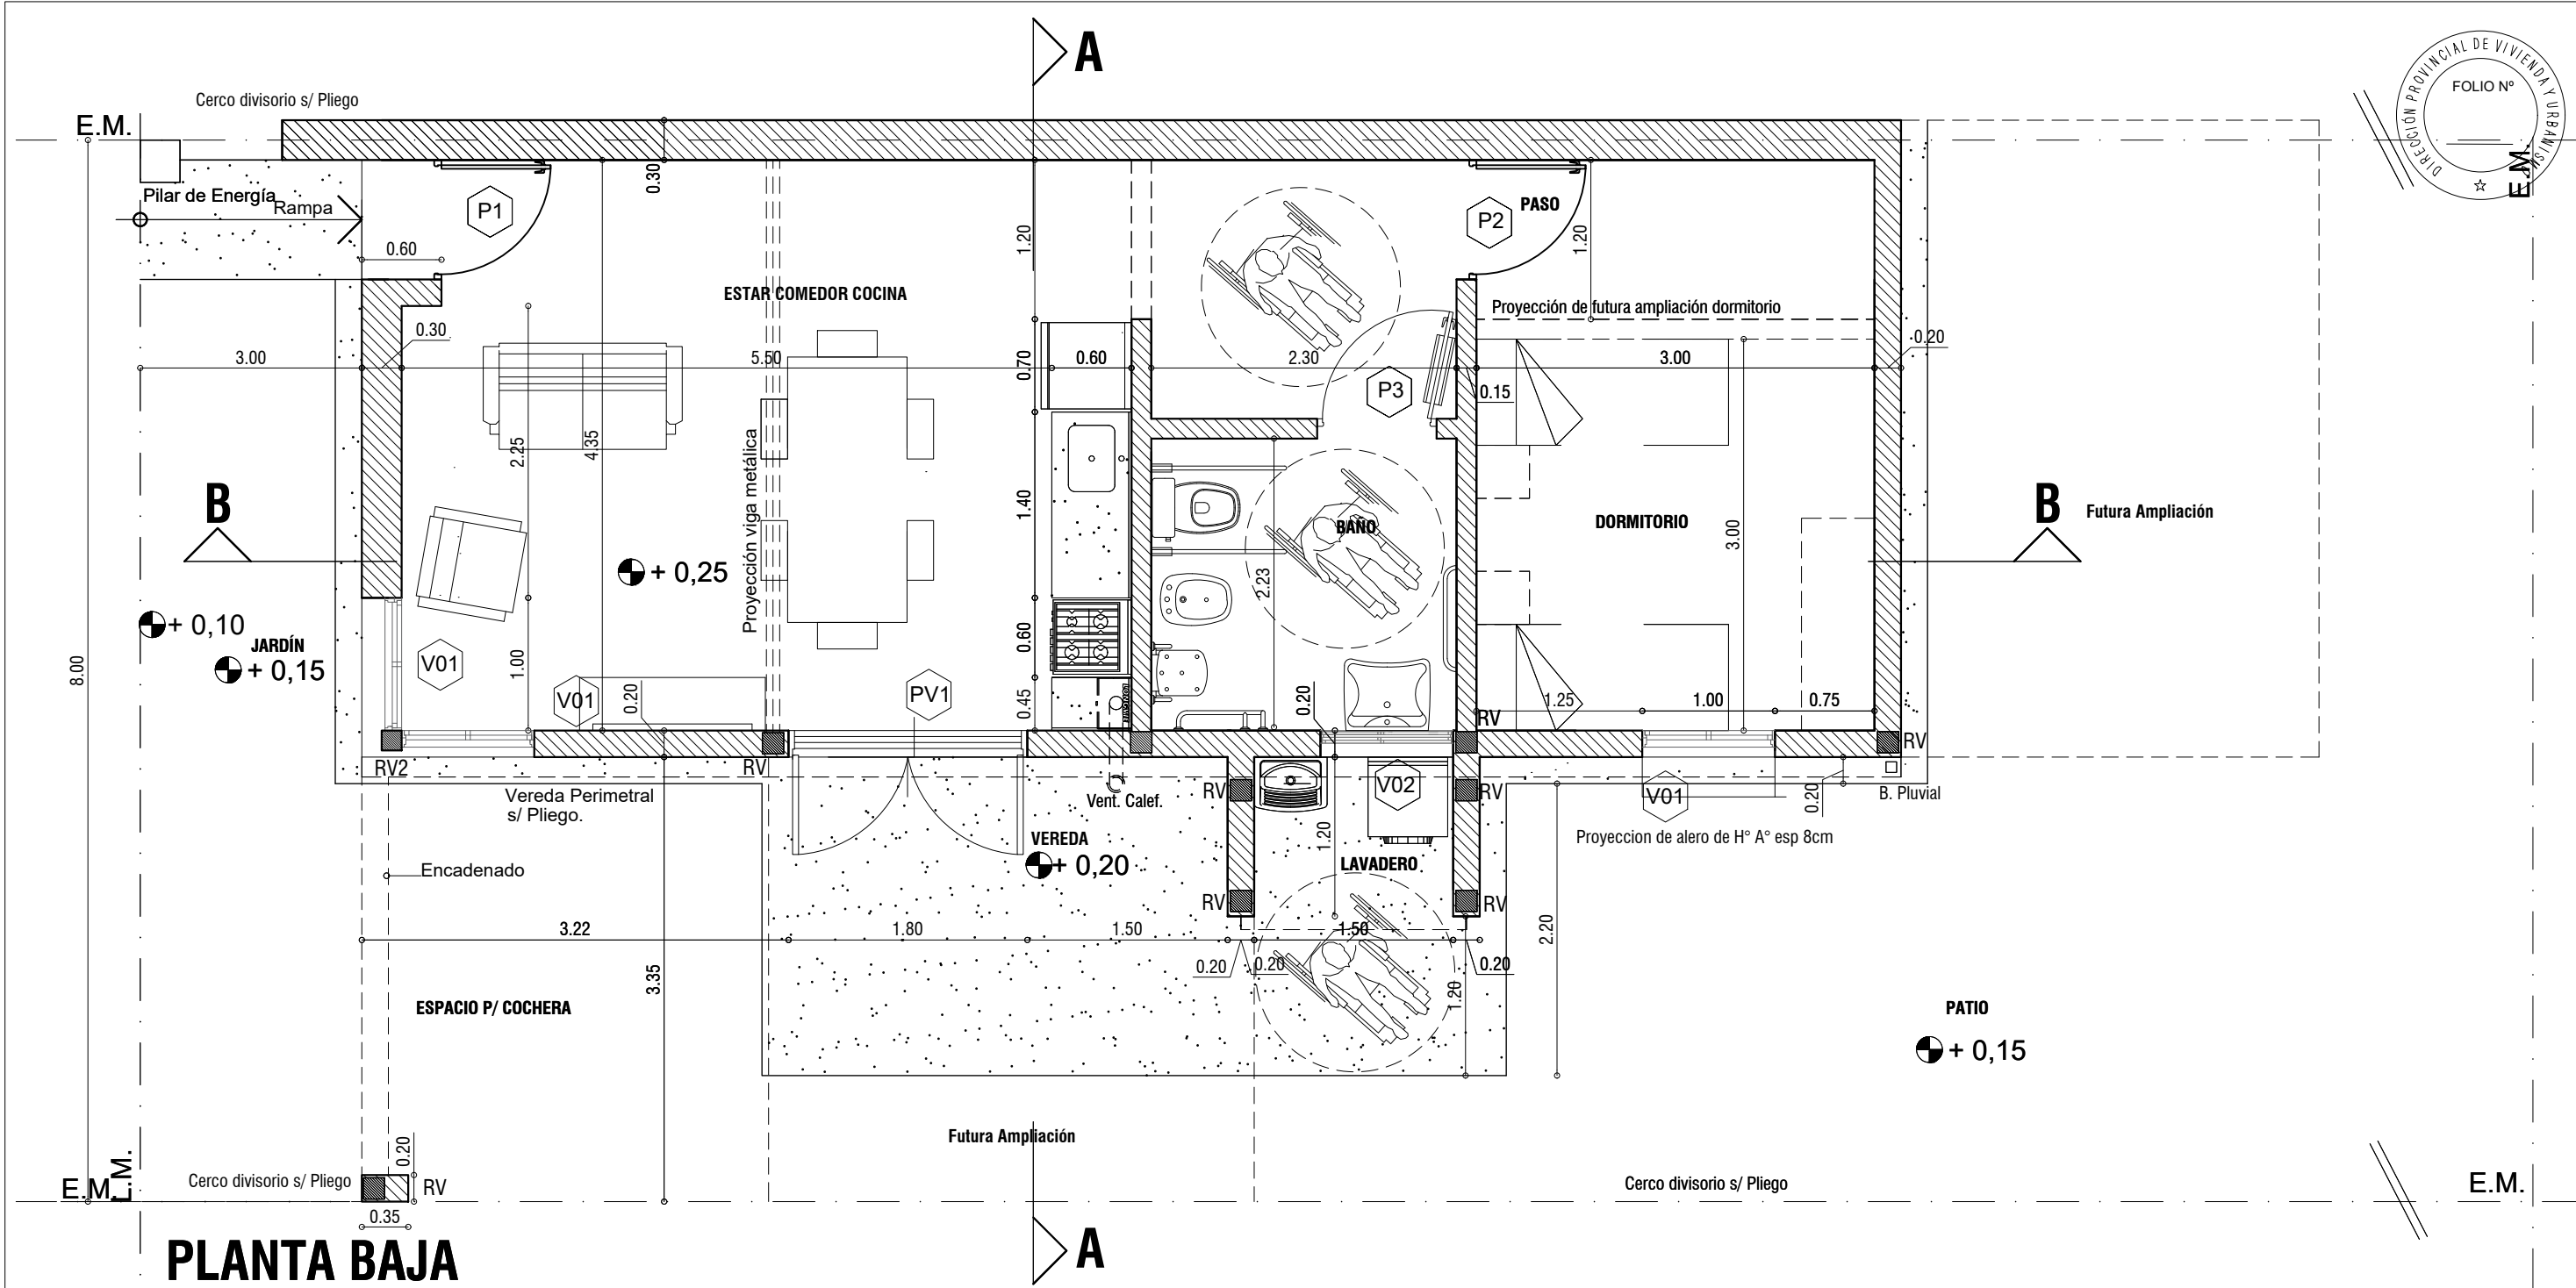 A
DIRECCIÓN PROVINCIAL DE VIVIENDA Y URBANISMO
FOLIO Nº
E.M.
Cerco divisorio s/ Pliego
E.M.
Pilar de Energía
Rampa
P1
0.60
0.30
1.20
P2
PASO
1.20
ESTAR COMEDOR COCINA
Proyección de futura ampliación dormitorio
0.30
3.00
5.50
0.70
0.60
2.30
3.00
0.20
P3
0.15
2.25
4.35
Proyección viga metálica
1.40
B
BAÑO
DORMITORIO
3.00
B
Futura Ampliación
+ 0,25
2.23
+ 0,10
JARDÍN
+ 0,15
8.00
V01
1.00
V01
0.20
PV1
0.60
0.45
0.20
1.25
1.00
0.75
RV
RV2
RV
RV
Vereda Perimetral
s/ Pliego.
Vent. Calef.
RV
V02
RV
V01
0.20
B. Pluvial
Proyeccion de alero de H° A° esp 8cm
VEREDA
+ 0,20
1.20
LAVADERO
Encadenado
RV
RV
3.22
1.80
1.50
1.50
2.20
0.20
0.20
0.20
3.35
1.20
ESPACIO P/ COCHERA
PATIO
+ 0,15
Futura Ampliación
0.20
E.M.
L.M.
Cerco divisorio s/ Pliego
RV
Cerco divisorio s/ Pliego
E.M.
0.35
PLANTA BAJA
A